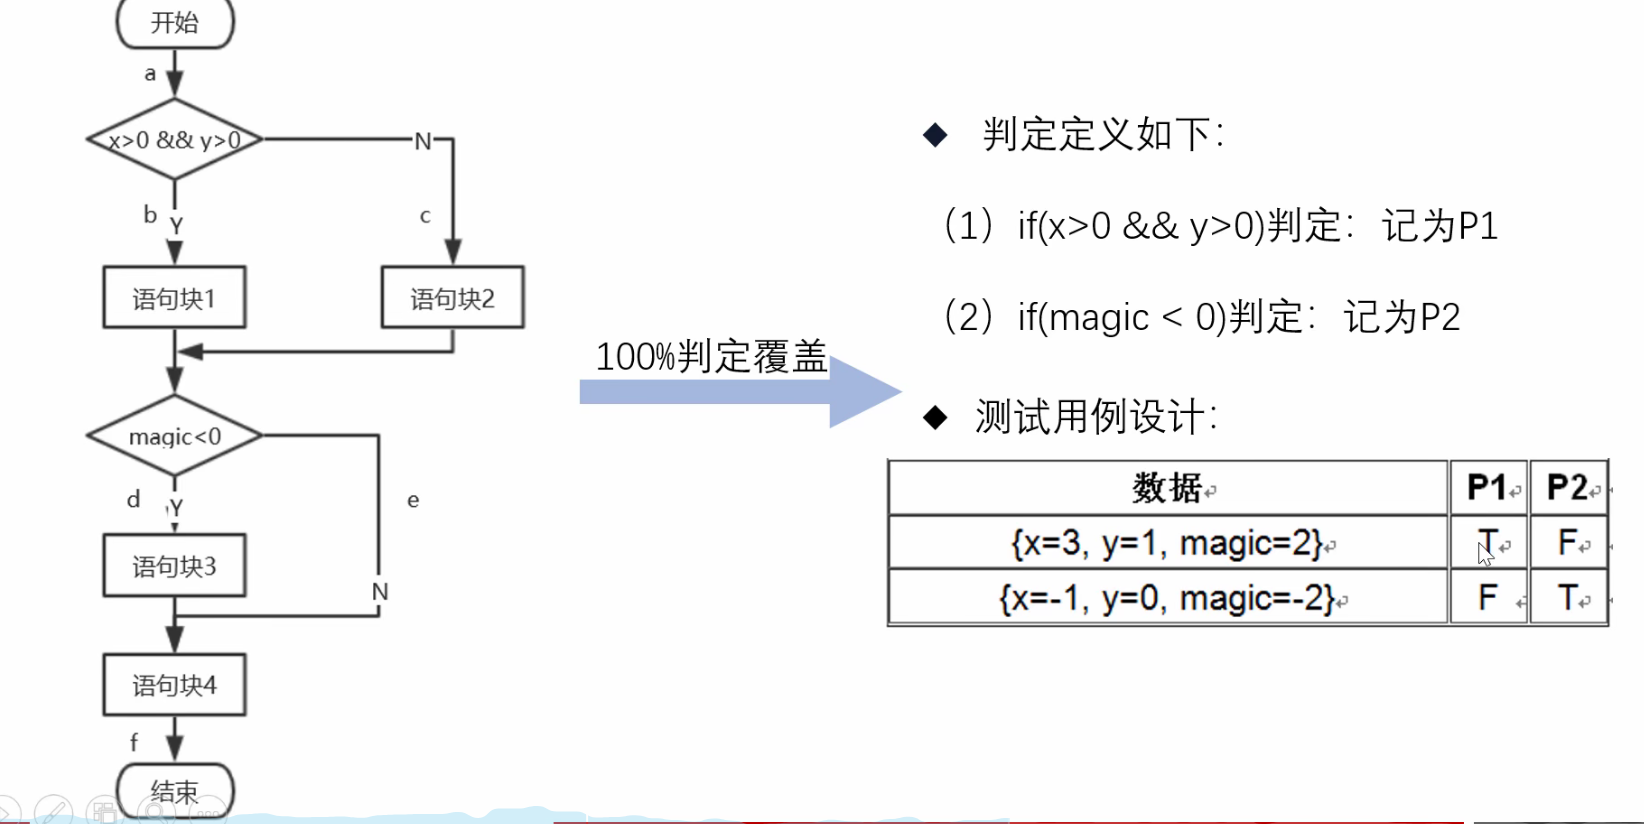 开始
a
x>0 && y>0
N
b
Y
c
语句块1
语句块2
magic<0
d
Y
e
语句块3
N
语句块4
f
结束
100%判定覆盖
◆ 判定定义如下：
（1）if(x>0 && y>0)判定：记为P1
（2）if(magic < 0)判定：记为P2
◆ 测试用例设计：
数据 P1 P2
{x=3, y=1, magic=2} T F
{x=-1, y=0, magic=-2} F T